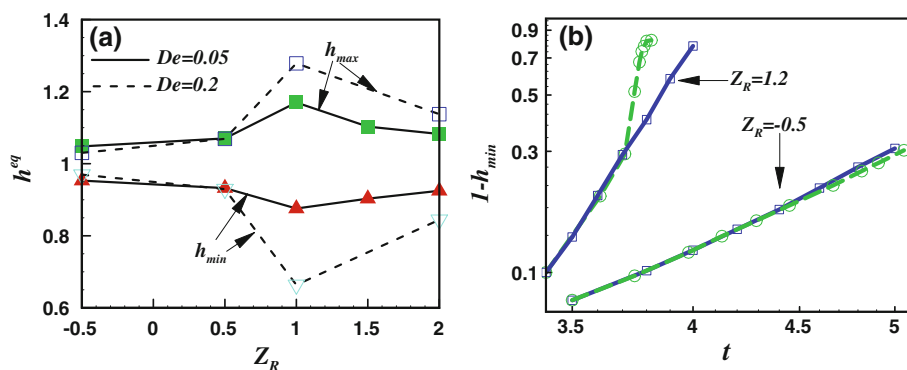 (a)
De=0.05
De=0.2
h_max
h_min
1.4
1.2
1
0.8
0.6
h^eq
-0.5
0
0.5
1
1.5
2
Z_R
(b)
Z_R=1.2
Z_R=-0.5
0.9
0.7
0.5
0.3
0.1
1-h_min
3.5
4
4.5
5
t